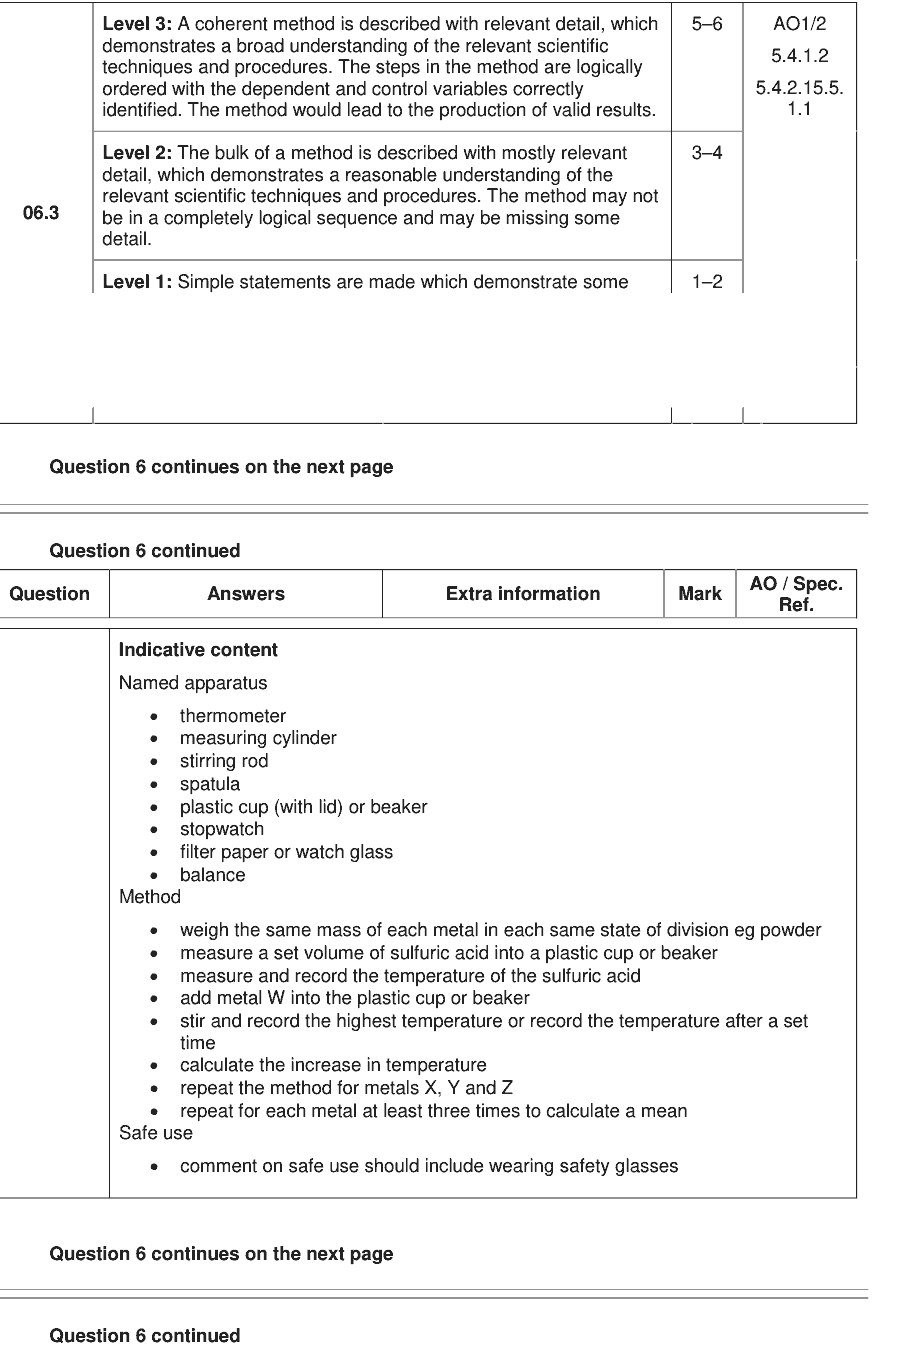 Level 3: A coherent method is described with relevant detail, which
demonstrates a broad understanding of the relevant scientific
techniques and procedures. The steps in the method are logically
ordered with the dependent and control variables correctly
identified. The method would lead to the production of valid results.
5–6
AO1/2
5.4.1.2
5.4.2.15.5.
1.1
06.3
Level 2: The bulk of a method is described with mostly relevant
detail, which demonstrates a reasonable understanding of the
relevant scientific techniques and procedures. The method may not
be in a completely logical sequence and may be missing some
detail.
3–4
Level 1: Simple statements are made which demonstrate some
1–2
Question 6 continues on the next page
Question 6 continued
Question Answers Extra information Mark AO / Spec.
Ref.
Indicative content
Named apparatus
• thermometer
• measuring cylinder
• stirring rod
• spatula
• plastic cup (with lid) or beaker
• stopwatch
• filter paper or watch glass
• balance
Method
• weigh the same mass of each metal in each same state of division eg powder
• measure a set volume of sulfuric acid into a plastic cup or beaker
• measure and record the temperature of the sulfuric acid
• add metal W into the plastic cup or beaker
• stir and record the highest temperature or record the temperature after a set
time
• calculate the increase in temperature
• repeat the method for metals X, Y and Z
• repeat for each metal at least three times to calculate a mean
Safe use
• comment on safe use should include wearing safety glasses
Question 6 continues on the next page
Question 6 continued